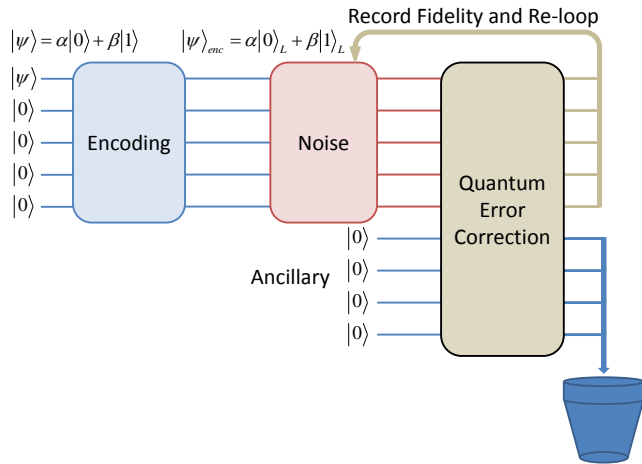 Record Fidelity and Re-loop
|ψ⟩ = α|0⟩ + β|1⟩
|ψ⟩enc = α|0⟩L + β|1⟩L
|ψ⟩
|0⟩
|0⟩
|0⟩
|0⟩
Encoding
Noise
Quantum
Error
Correction
Ancillary
|0⟩
|0⟩
|0⟩
|0⟩